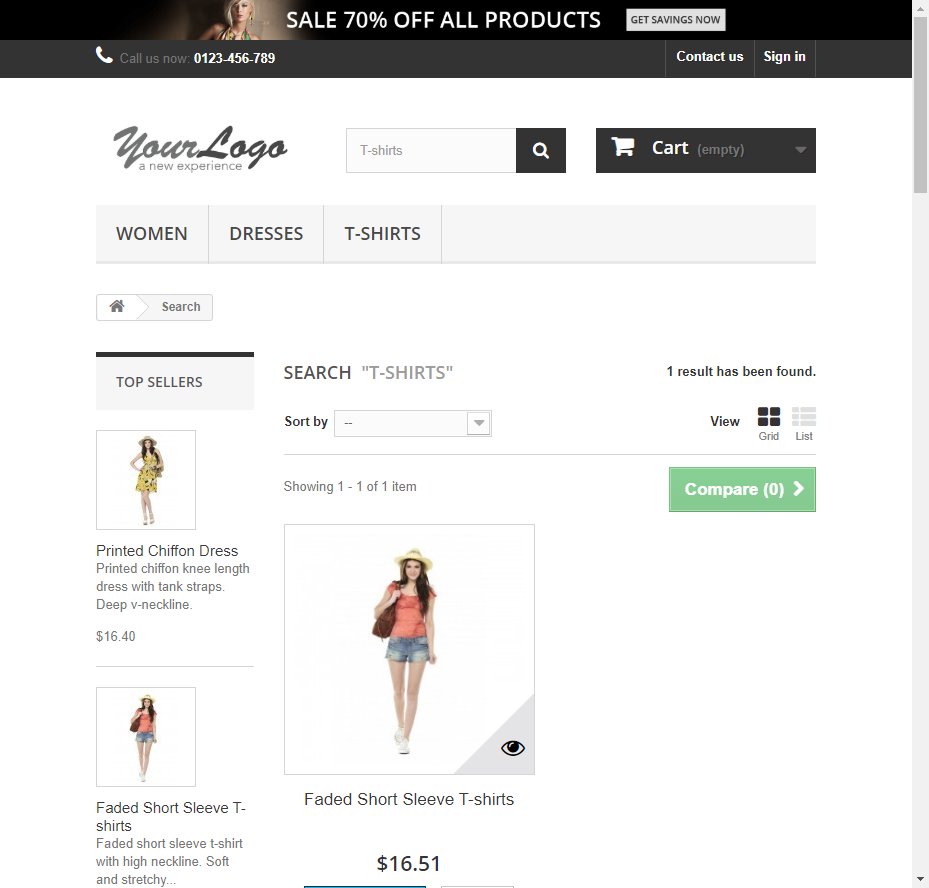 SALE 70% OFF ALL PRODUCTS GET SAVINGS NOW
Call us now: 0123-456-789 Contact us Sign in
YourLogo
a new experience
T-shirts
Cart (empty)
WOMEN DRESSES T-SHIRTS
Search
TOP SELLERS
Printed Chiffon Dress
Printed chiffon knee length
dress with tank straps.
Deep v-neckline.
$16.40
Faded Short Sleeve T-
shirts
Faded short sleeve t-shirt
with high neckline. Soft
and stretchy...
SEARCH "T-SHIRTS" 1 result has been found.
Sort by -- View Grid List
Showing 1 - 1 of 1 item Compare (0)
Faded Short Sleeve T-shirts
$16.51